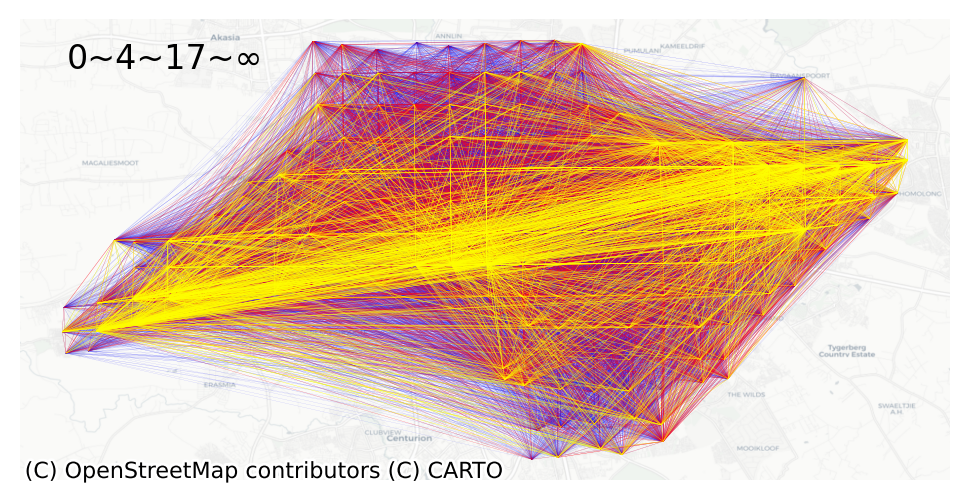 Akasia
ANNLIN
0~4~17~∞
PUMULANI
KAMEELDRIF
MAGALIESMOOT
HOMOLONG
Tygerberg
Country Estate
ERASMIA
THE WILDS
SWAELTJIE
A.H.
CLUBVIEW
Centurion
MOOIKLOOF
(C) OpenStreetMap contributors (C) CARTO